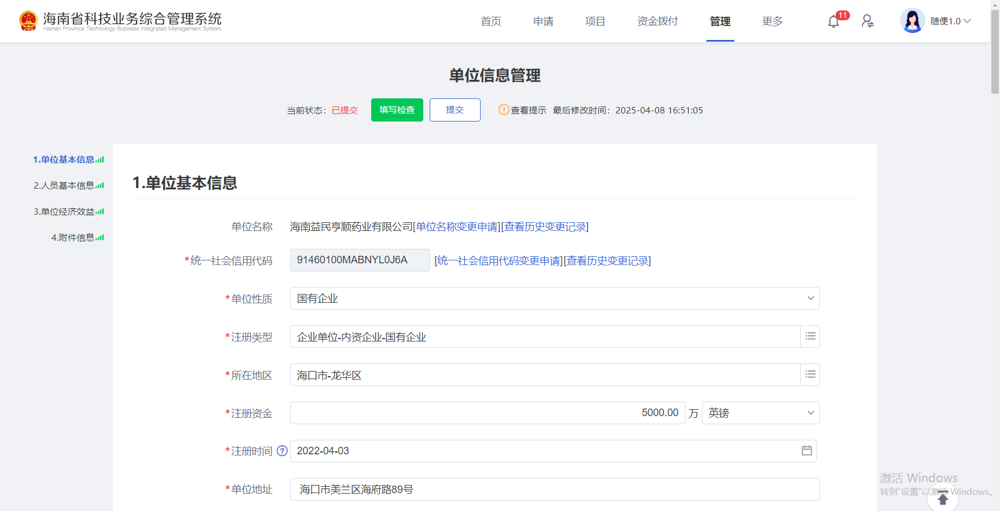 海南省科技业务综合管理系统
Hainan Province Technology Business Integrated Management System
首页 申请 项目 资金拨付 管理 更多 11 随便1.0
单位信息管理
当前状态：已提交 填写检查 提交 查看提示 最后修改时间：2025-04-08 16:51:05
1.单位基本信息
2.人员基本信息
3.单位经济效益
4.附件信息
1.单位基本信息
单位名称 海南益民亨顺药业有限公司[单位名称变更申请][查看历史变更记录]
*统一社会信用代码 91460100MABNYL0J6A [统一社会信用代码变更申请][查看历史变更记录]
*单位性质 国有企业
*注册类型 企业单位-内资企业-国有企业
*所在地区 海口市-龙华区
*注册资金 5000.00 万 英镑
*注册时间 ? 2022-04-03
*单位地址 海口市美兰区海府路89号
激活 Windows
转到"设置"以激活 Windows。